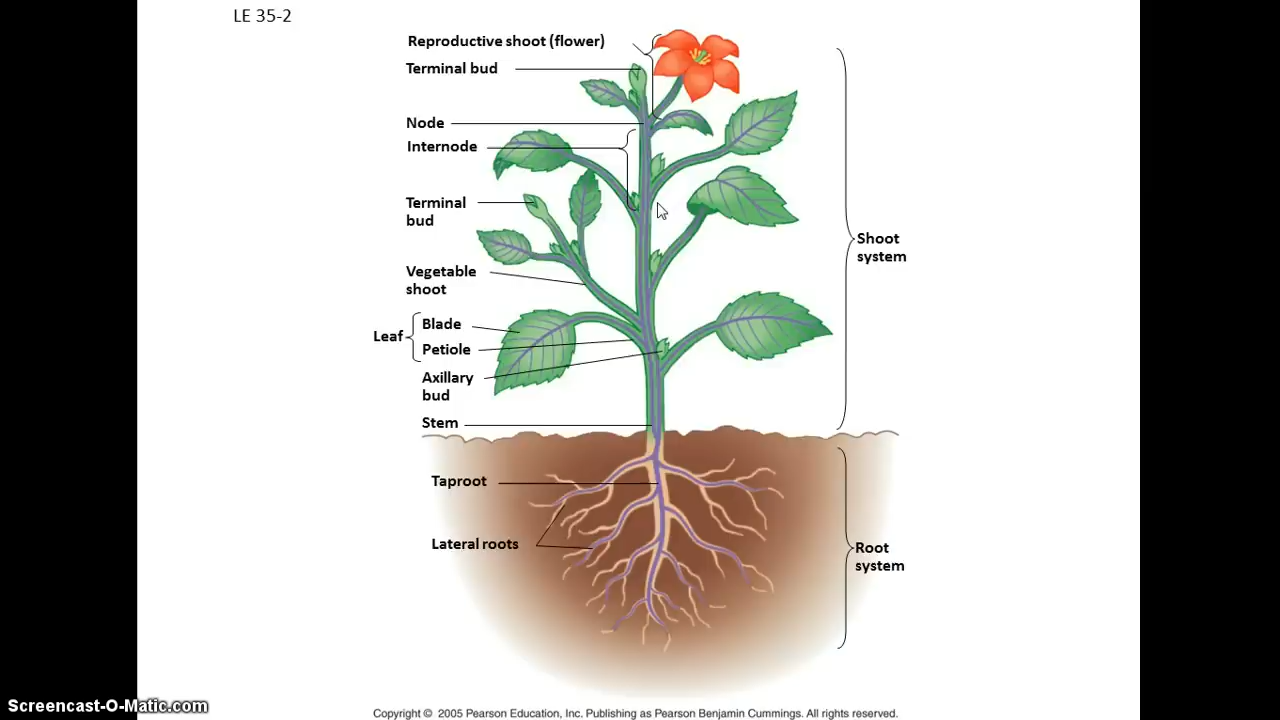 LE 35-2
Reproductive shoot (flower)
Terminal bud
Node
Internode
Terminal
bud
Vegetable
shoot
Leaf
Blade
Petiole
Axillary
bud
Stem
Shoot
system
Taproot
Lateral roots
Root
system
Screencast-O-Matic.com
Copyright © 2005 Pearson Education, Inc. Publishing as Pearson Benjamin Cummings. All rights reserved.